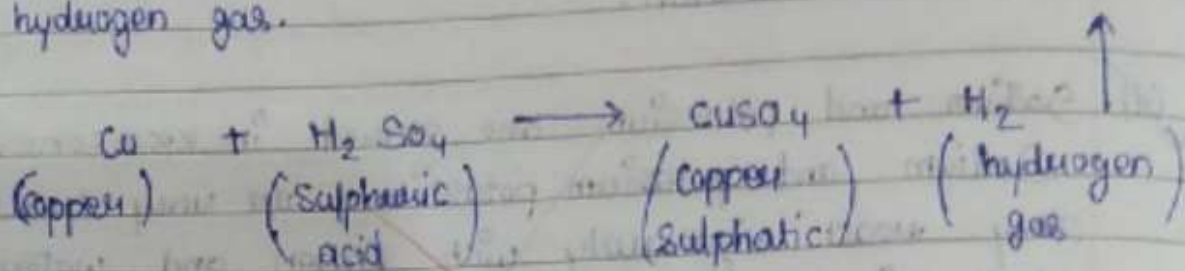 hydrogen gas.
Cu + H₂ SO₄ ⟶ CuSO₄ + H₂ ↑
(Copper) (Sulphuric acid) (Copper Sulphatic) (hydrogen gas)